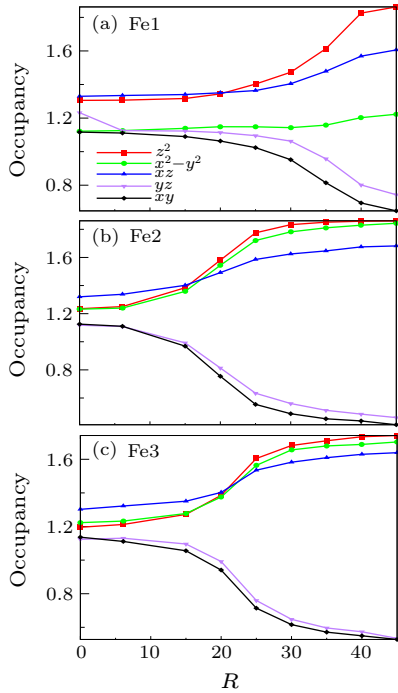 (a) Fe1
1.6
1.2
0.8
Occupancy
z²
x²−y²
xz
yz
xy
(b) Fe2
1.6
1.2
0.8
Occupancy
(c) Fe3
1.6
1.2
0.8
Occupancy
0 10 20 30 40
R